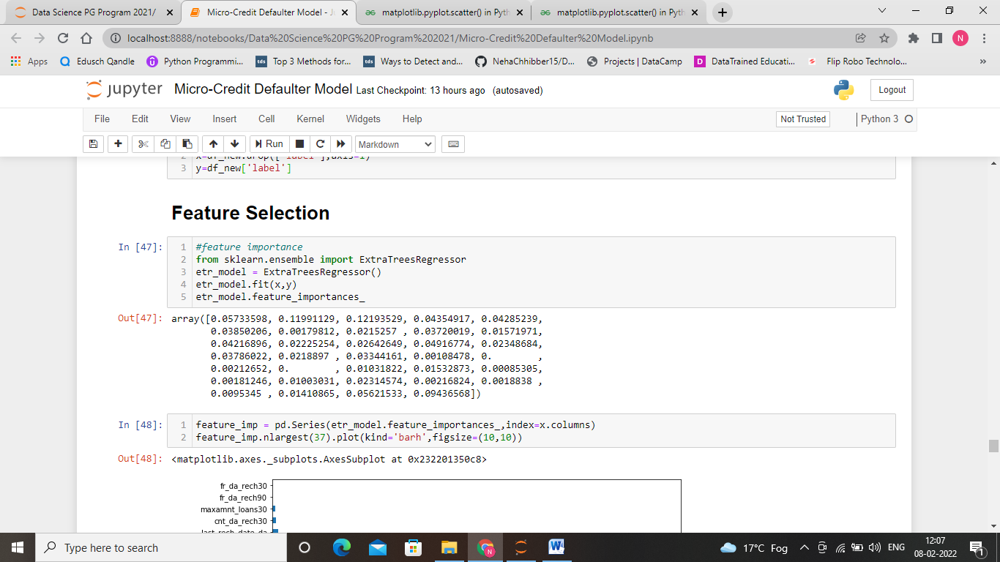 Data Science PG Program 2021/
Micro-Credit Defaulter Model - Ju
matplotlib.pyplot.scatter() in Pyth
matplotlib.pyplot.scatter() in Pyth
localhost:8888/notebooks/Data%20Science%20PG%20Program%202021/Micro-Credit%20Defaulter%20Model.ipynb
N
Apps
Edusch Qandle
Python Programmi...
tds Top 3 Methods for...
tds Ways to Detect and...
NehaChhibber15/D...
Projects | DataCamp
D DataTrained Educati...
Flip Robo Technolo...
»
jupyter Micro-Credit Defaulter Model Last Checkpoint: 13 hours ago (autosaved)
Logout
File Edit View Insert Cell Kernel Widgets Help
Not Trusted
Python 3
Run
Markdown
2 x=df_new.drop(['label'],axis=1)
3 y=df_new['label']
Feature Selection
In [47]:
1 #feature importance
2 from sklearn.ensemble import ExtraTreesRegressor
3 etr_model = ExtraTreesRegressor()
4 etr_model.fit(x,y)
5 etr_model.feature_importances_
Out[47]: array([0.05733598, 0.11991129, 0.12193529, 0.04354917, 0.04285239,
0.03850206, 0.00179812, 0.0215257 , 0.03720019, 0.01571971,
0.04216896, 0.02225254, 0.02642649, 0.04916774, 0.02348684,
0.03786022, 0.0218897 , 0.03344161, 0.00108478, 0. ,
0.00212652, 0. , 0.01031822, 0.01532873, 0.00085305,
0.00181246, 0.01003031, 0.02314574, 0.00216824, 0.0018838 ,
0.0095345 , 0.01410865, 0.05621533, 0.09436568])
In [48]:
1 feature_imp = pd.Series(etr_model.feature_importances_,index=x.columns)
2 feature_imp.nlargest(37).plot(kind='barh',figsize=(10,10))
Out[48]: <matplotlib.axes._subplots.AxesSubplot at 0x232201350c8>
fr_da_rech30
fr_da_rech90
maxamnt_loans30
cnt_da_rech30
last_rech_date_da
Type here to search
17°C Fog
ENG
12:07
08-02-2022
1